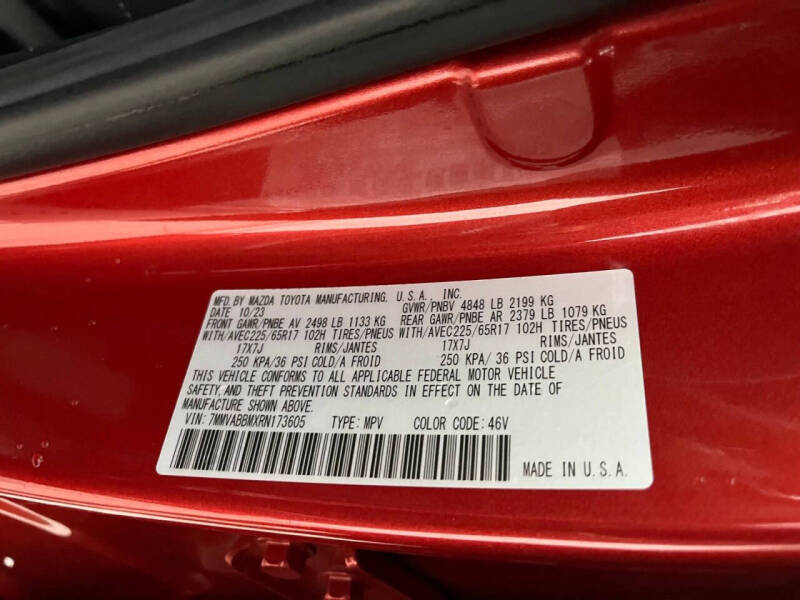 MFD. BY MAZDA TOYOTA MANUFACTURING, U.S.A., INC.
DATE 10/23 GVWR/PNBV 4848 LB 2199 KG
FRONT GAWR/PNBE AV 2498 LB 1133 KG REAR GAWR/PNBE AR 2379 LB 1079 KG
WITH/AVEC225/65R17 102H TIRES/PNEUS WITH/AVEC225/65R17 102H TIRES/PNEUS
17X7J RIMS/JANTES 17X7J RIMS/JANTES
250 KPA/36 PSI COLD/A FROID 250 KPA/ 36 PSI COLD/A FROID
THIS VEHICLE CONFORMS TO ALL APPLICABLE FEDERAL MOTOR VEHICLE
SAFETY, AND THEFT PREVENTION STANDARDS IN EFFECT ON THE DATE OF
MANUFACTURE SHOWN ABOVE.
VIN: 7MMVABBMXRN173605 TYPE: MPV COLOR CODE: 46V
MADE IN U.S.A.